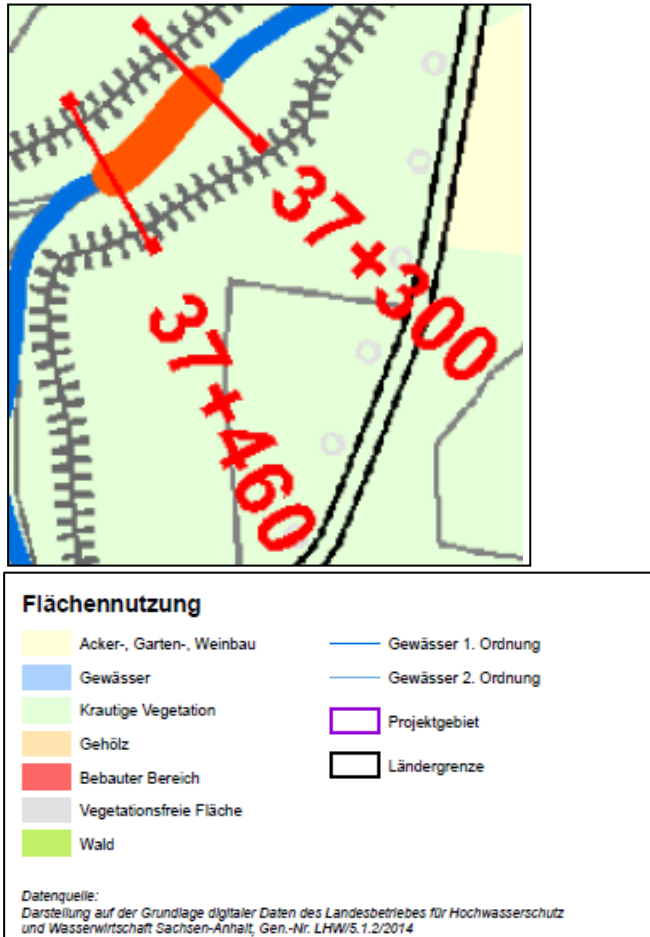 37+300
37+460
Flächennutzung
Acker-, Garten-, Weinbau
Gewässer
Krautige Vegetation
Gehölz
Bebauter Bereich
Vegetationsfreie Fläche
Wald
Gewässer 1. Ordnung
Gewässer 2. Ordnung
Projektgebiet
Ländergrenze
Datenquelle:
Darstellung auf der Grundlage digitaler Daten des Landesbetriebes für Hochwasserschutz
und Wasserwirtschaft Sachsen-Anhalt, Gen.-Nr. LHW/5.1.2/2014